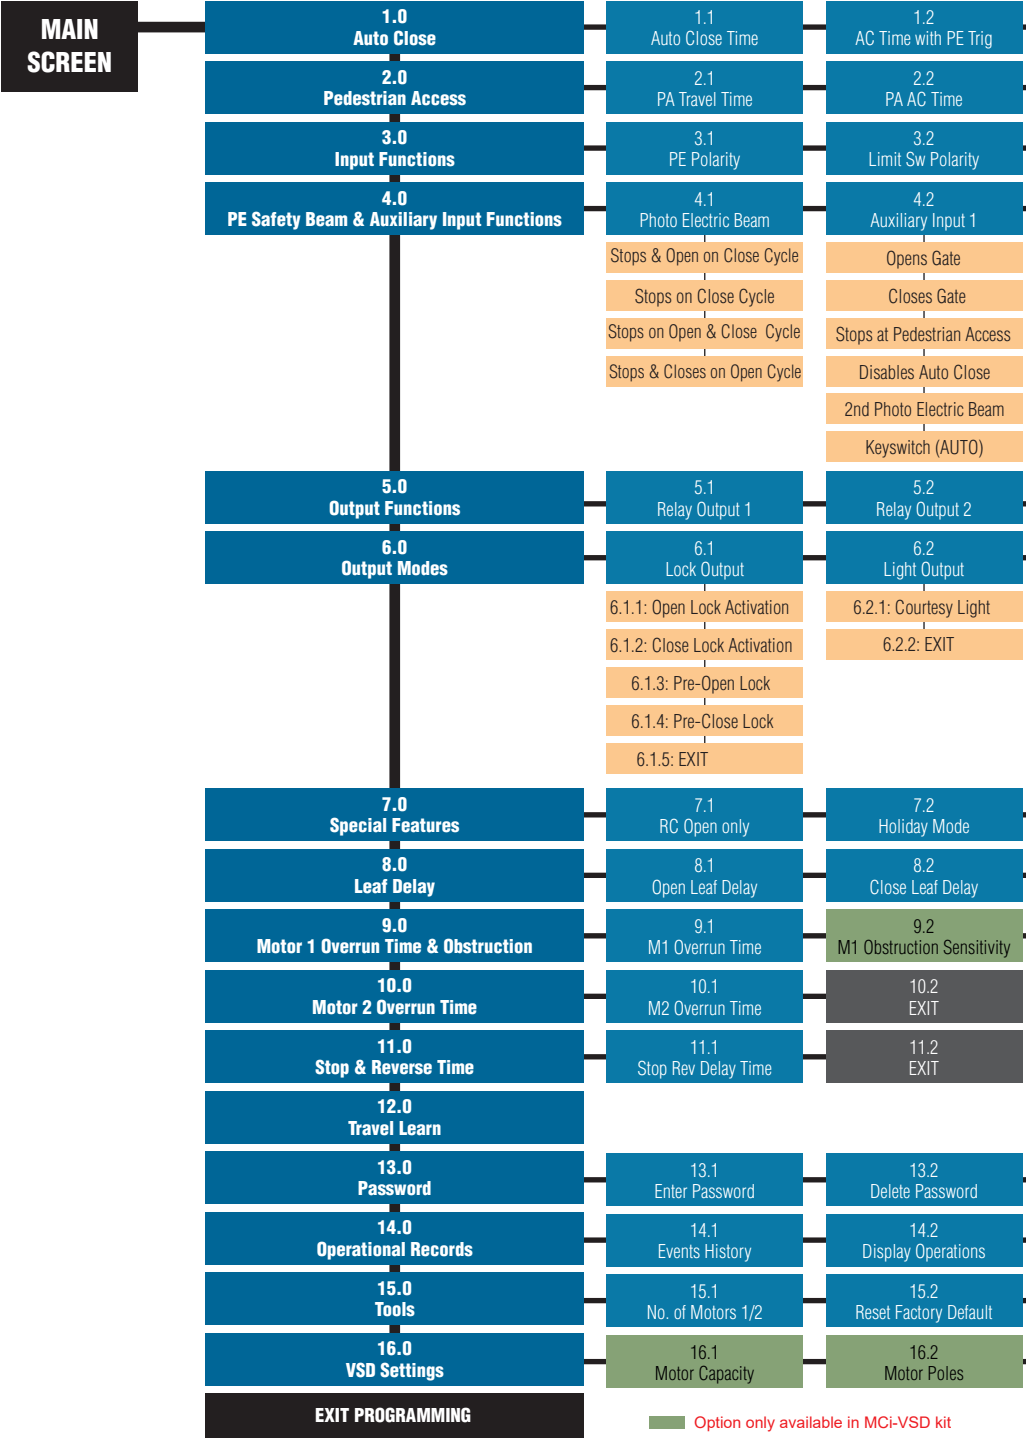 MAIN
SCREEN
1.0
Auto Close
1.1
Auto Close Time
1.2
AC Time with PE Trig
2.0
Pedestrian Access
2.1
PA Travel Time
2.2
PA AC Time
3.0
Input Functions
3.1
PE Polarity
3.2
Limit Sw Polarity
4.0
PE Safety Beam & Auxiliary Input Functions
4.1
Photo Electric Beam
4.2
Auxiliary Input 1
Stops & Open on Close Cycle
Stops on Close Cycle
Stops on Open & Close Cycle
Stops & Closes on Open Cycle
Opens Gate
Closes Gate
Stops at Pedestrian Access
Disables Auto Close
2nd Photo Electric Beam
Keyswitch (AUTO)
5.0
Output Functions
5.1
Relay Output 1
5.2
Relay Output 2
6.0
Output Modes
6.1
Lock Output
6.2
Light Output
6.1.1: Open Lock Activation
6.1.2: Close Lock Activation
6.1.3: Pre-Open Lock
6.1.4: Pre-Close Lock
6.1.5: EXIT
6.2.1: Courtesy Light
6.2.2: EXIT
7.0
Special Features
7.1
RC Open only
7.2
Holiday Mode
8.0
Leaf Delay
8.1
Open Leaf Delay
8.2
Close Leaf Delay
9.0
Motor 1 Overrun Time & Obstruction
9.1
M1 Overrun Time
9.2
M1 Obstruction Sensitivity
10.0
Motor 2 Overrun Time
10.1
M2 Overrun Time
10.2
EXIT
11.0
Stop & Reverse Time
11.1
Stop Rev Delay Time
11.2
EXIT
12.0
Travel Learn
13.0
Password
13.1
Enter Password
13.2
Delete Password
14.0
Operational Records
14.1
Events History
14.2
Display Operations
15.0
Tools
15.1
No. of Motors 1/2
15.2
Reset Factory Default
16.0
VSD Settings
16.1
Motor Capacity
16.2
Motor Poles
EXIT PROGRAMMING
Option only available in MCi-VSD kit